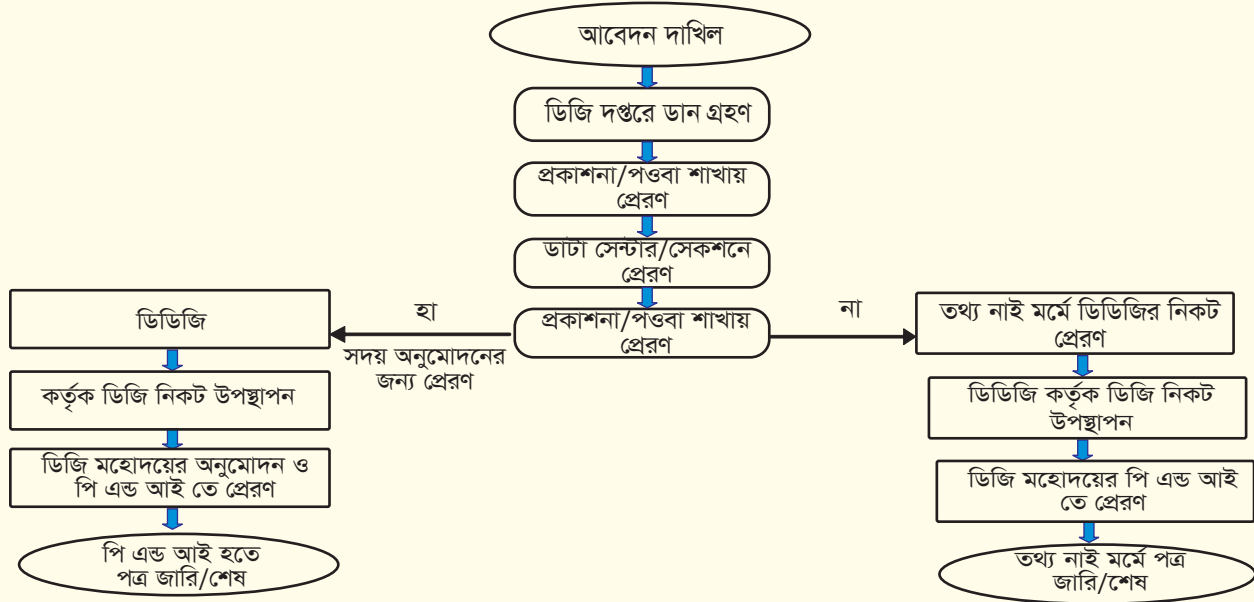 আবেদন দাখিল
ডিজি দপ্তরে ডান গ্রহণ
প্রকাশনা/পওবা শাখায়
প্রেরণ
ডাটা সেন্টার/সেকশনে
প্রেরণ
প্রকাশনা/পওবা শাখায়
প্রেরণ
হা
সদয় অনুমোদনের
জন্য প্রেরণ
ডিডিজি
কর্তৃক ডিজি নিকট উপস্থাপন
ডিজি মহোদয়ের অনুমোদন ও
পি এন্ড আই তে প্রেরণ
পি এন্ড আই হতে
পত্র জারি/শেষ
না
তথ্য নাই মর্মে ডিডিজির নিকট
প্রেরণ
ডিডিজি কর্তৃক ডিজি নিকট
উপস্থাপন
ডিজি মহোদয়ের পি এন্ড আই
তে প্রেরণ
তথ্য নাই মর্মে পত্র
জারি/শেষ